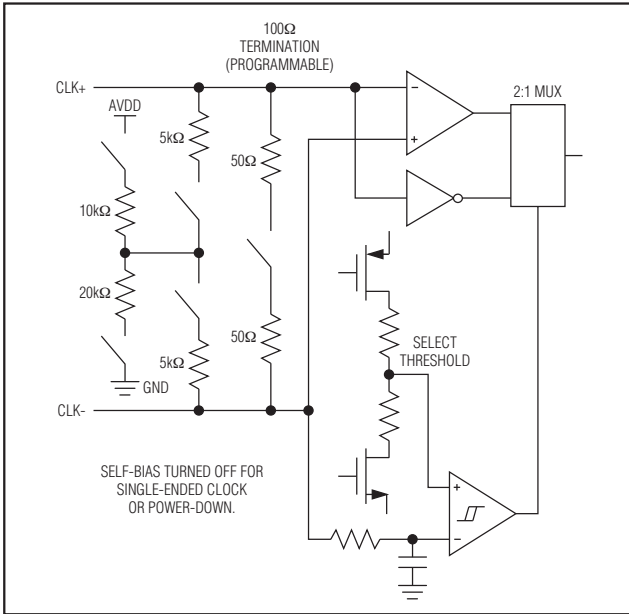 100Ω
TERMINATION
(PROGRAMMABLE)
CLK+
AVDD
5kΩ
50Ω
10kΩ
20kΩ
5kΩ
50Ω
GND
CLK-
2:1 MUX
−
+
SELECT
THRESHOLD
+
−
SELF-BIAS TURNED OFF FOR
SINGLE-ENDED CLOCK
OR POWER-DOWN.